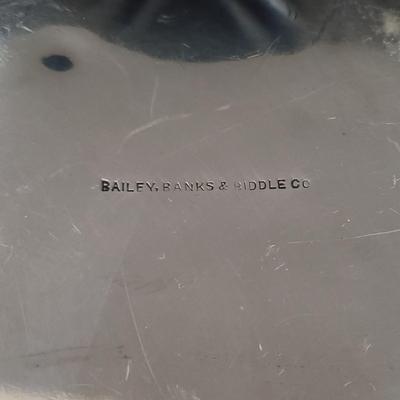 BAILEY, BANKS & BIDDLE CO